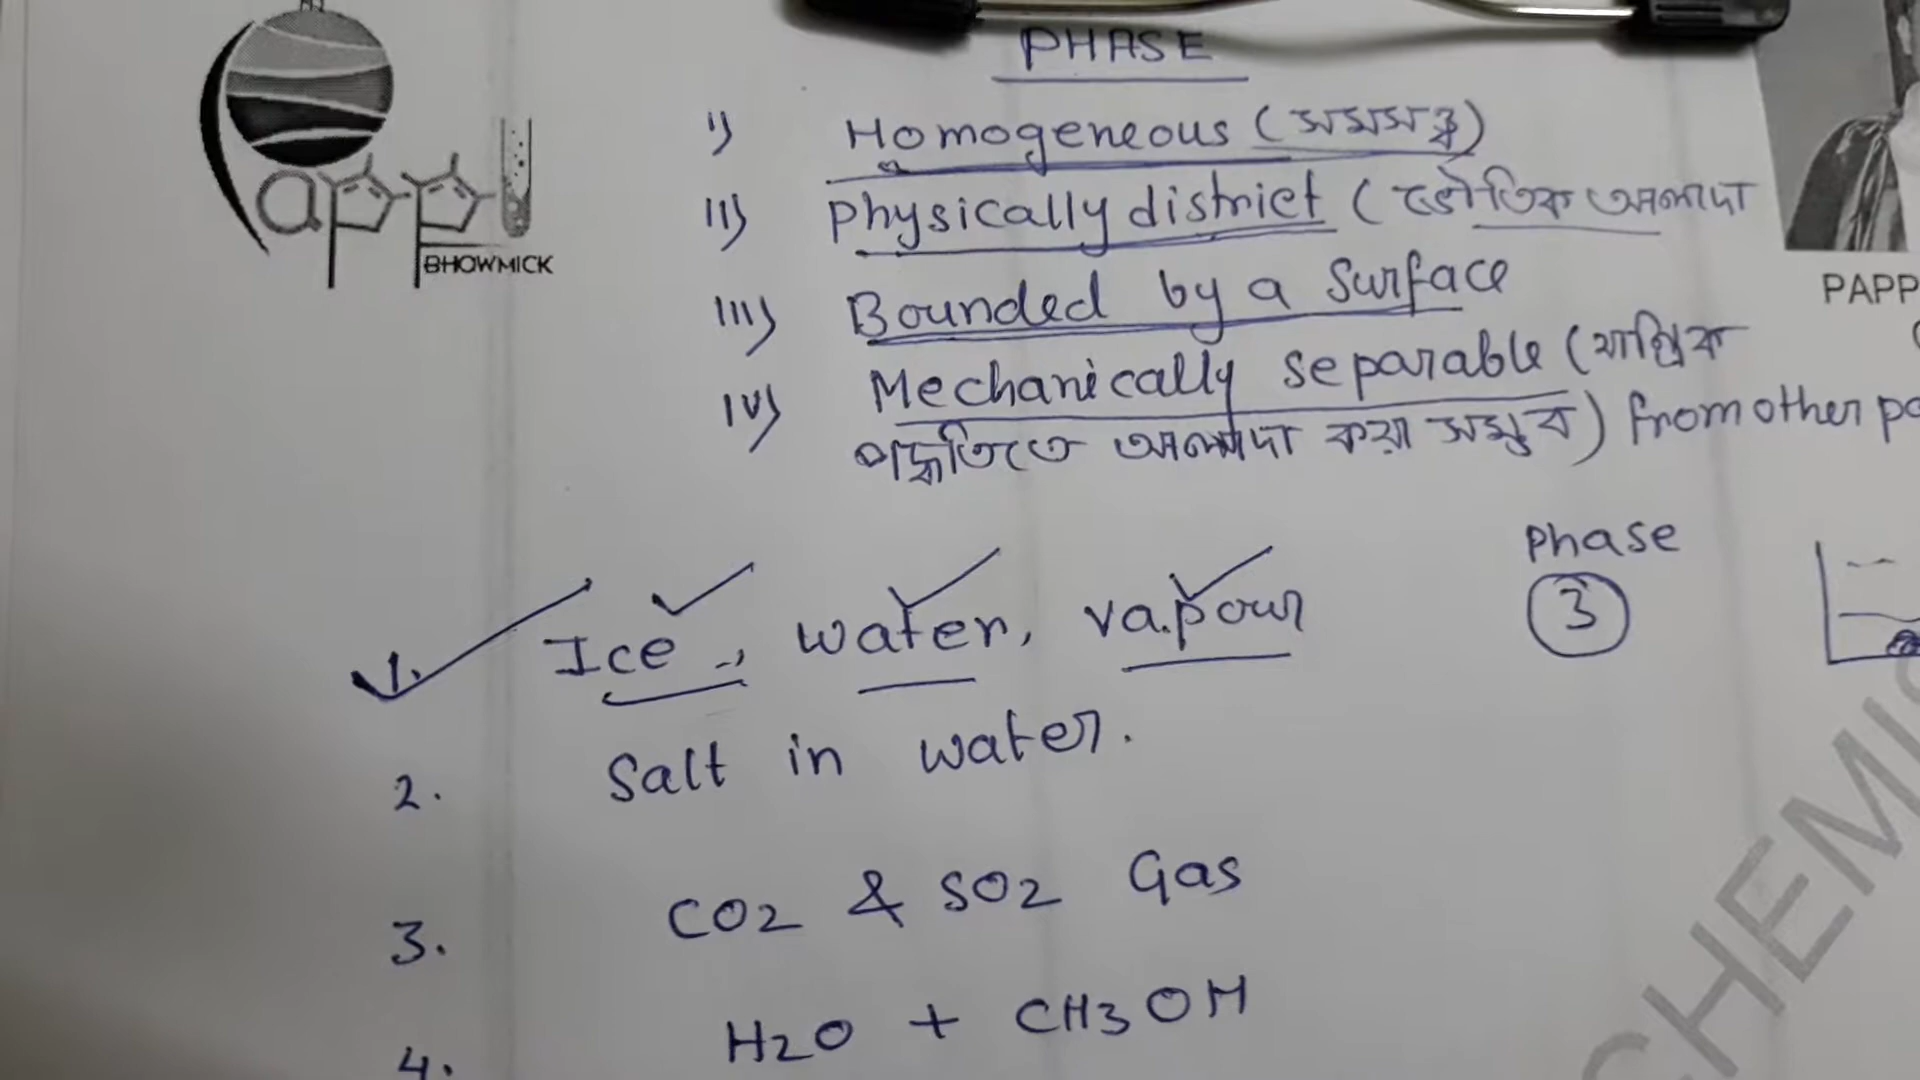 PHASE
i) Homogeneous (সমসত্ত্ব)
ii) Physically district (ভৌতিক আলাদা
iii) Bounded by a Surface
iv) Mechanically separable (যান্ত্রিক
পদ্ধতিতে আলাদা করা সম্ভব) from other
Phase
1. Ice, water, vapour 3
2. Salt in water.
3. CO2 & SO2 Gas
4. H2O + CH3OH
BHOWMICK
PAPP
CHEMI